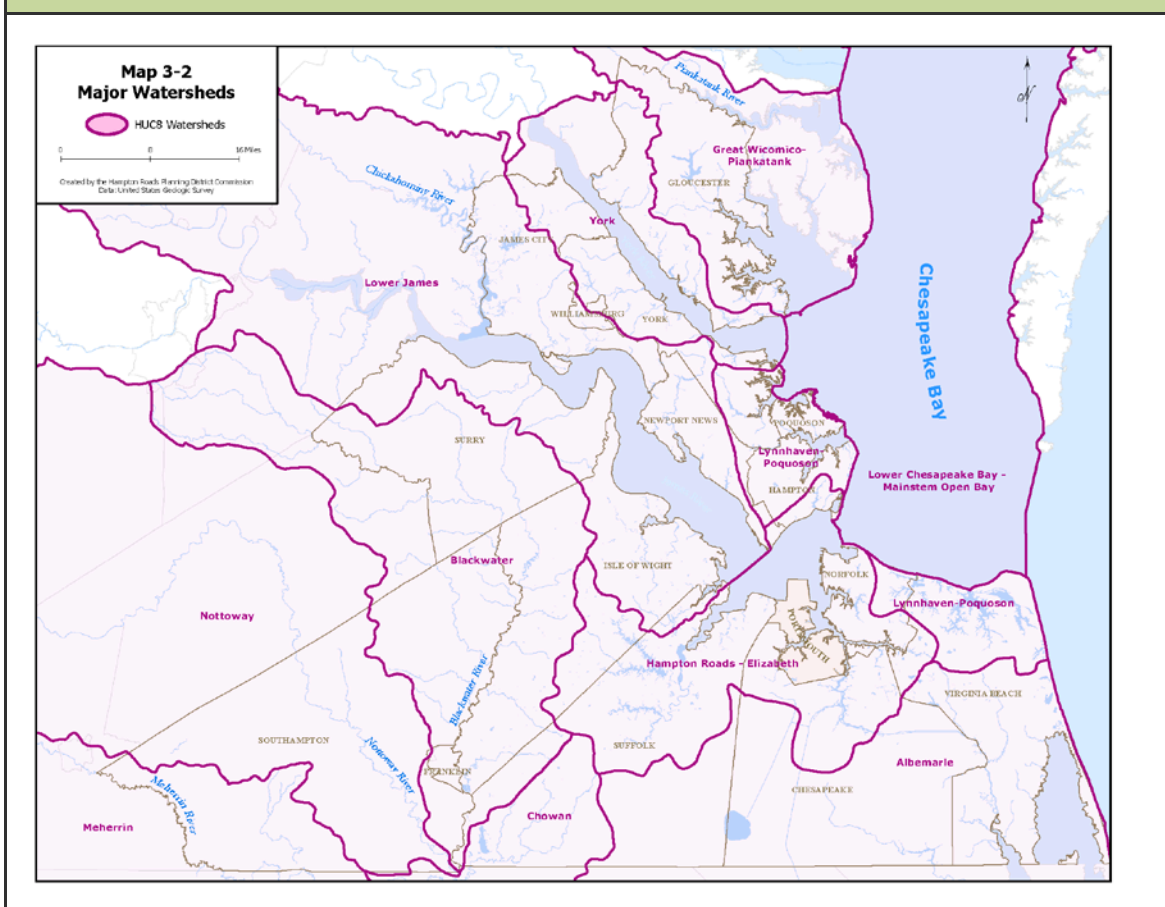 Map 3-2
Major Watersheds
HUC8 Watersheds
0 8 16 Miles
Created by the Hampton Roads Planning District Commission
Data: United States Geologic Survey
N
Piankatank River
Great Wicomico-
Piankatank
GLOUCESTER
Chickahominy River
York
JAMES CITY
Lower James
WILLIAMSBURG
YORK
Chesapeake Bay
NEWPORT NEWS
POQUOSON
SURRY
Lynnhaven-
Poquoson
HAMPTON
Lower Chesapeake Bay -
Mainstem Open Bay
Blackwater
ISLE OF WIGHT
NORFOLK
Lynnhaven-Poquoson
Nottoway
PORTSMOUTH
Hampton Roads - Elizabeth
Blackwater River
VIRGINIA BEACH
SOUTHAMPTON
Nottoway River
SUFFOLK
Albemarle
FRANKLIN
CHESAPEAKE
Meherrin River
Chowan
Meherrin